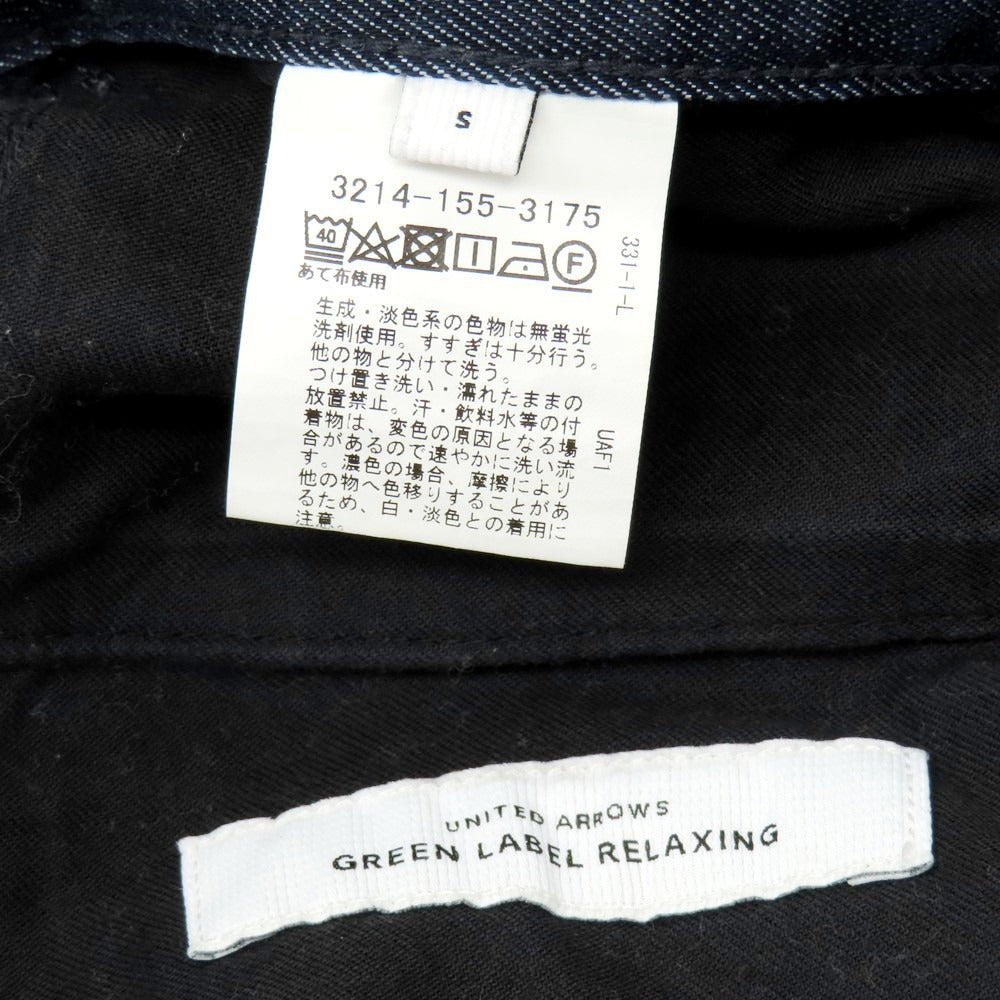 S
3214-155-3175
40 F
あて布使用
331-1-L
生成・淡色系の色物は無蛍光
洗剤使用。すすぎは十分行う。
他の物と分けて洗う。
つけ置き洗い・濡れたままの
放置禁止。汗・飲料水等の付
着物は、変色の原因となる場
合があるので速やかに洗い流
す。濃色の場合、摩擦により
他の物へ色移りすることがあ
るため、白・淡色との着用に
注意。
UAF1
UNITED ARROWS
GREEN LABEL RELAXING